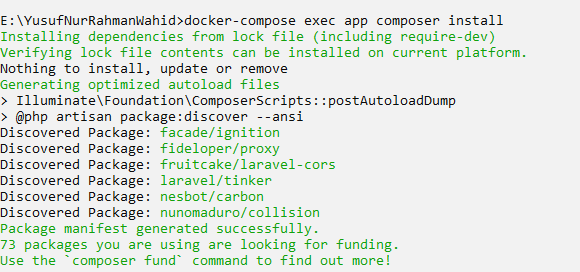 E:\YusufNurRahmanWahid>docker-compose exec app composer install
Installing dependencies from lock file (including require-dev)
Verifying lock file contents can be installed on current platform.
Nothing to install, update or remove
Generating optimized autoload files
> Illuminate\Foundation\ComposerScripts::postAutoloadDump
> @php artisan package:discover --ansi
Discovered Package: facade/ignition
Discovered Package: fideloper/proxy
Discovered Package: fruitcake/laravel-cors
Discovered Package: laravel/tinker
Discovered Package: nesbot/carbon
Discovered Package: nunomaduro/collision
Package manifest generated successfully.
73 packages you are using are looking for funding.
Use the `composer fund` command to find out more!